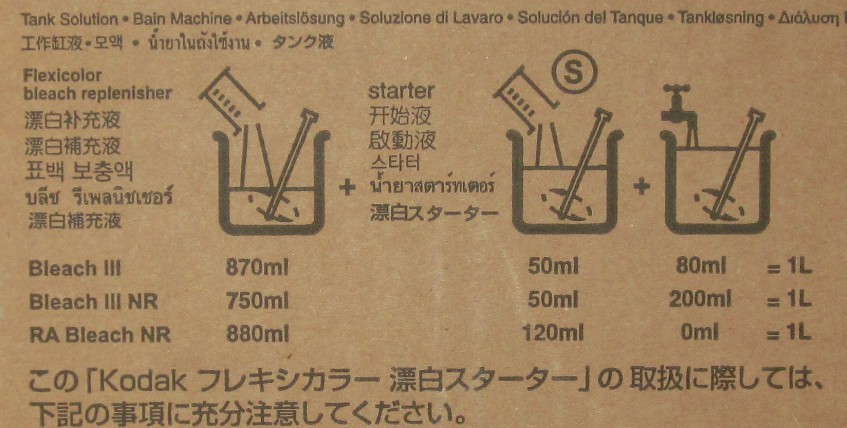 Tank Solution • Bain Machine • Arbeitslösung • Soluzione di Lavaro • Solución del Tanque • Tankløsning • Διάλυση
工作缸液 • 모액 • น้ำยาในถังใช้งาน • タンク液
Flexicolor
bleach replenisher
漂白补充液
漂白補充液
표백 보충액
บลีช รีเพลนิชเชอร์
漂白補充液
+
starter
开始液
啟動液
스타터
น้ำยาสตาร์ทเตอร์
漂白スターター
S
+
Bleach III 870ml 50ml 80ml = 1L
Bleach III NR 750ml 50ml 200ml = 1L
RA Bleach NR 880ml 120ml 0ml = 1L
この「Kodak フレキシカラー 漂白スターター」の取扱に際しては、
下記の事項に充分注意してください。